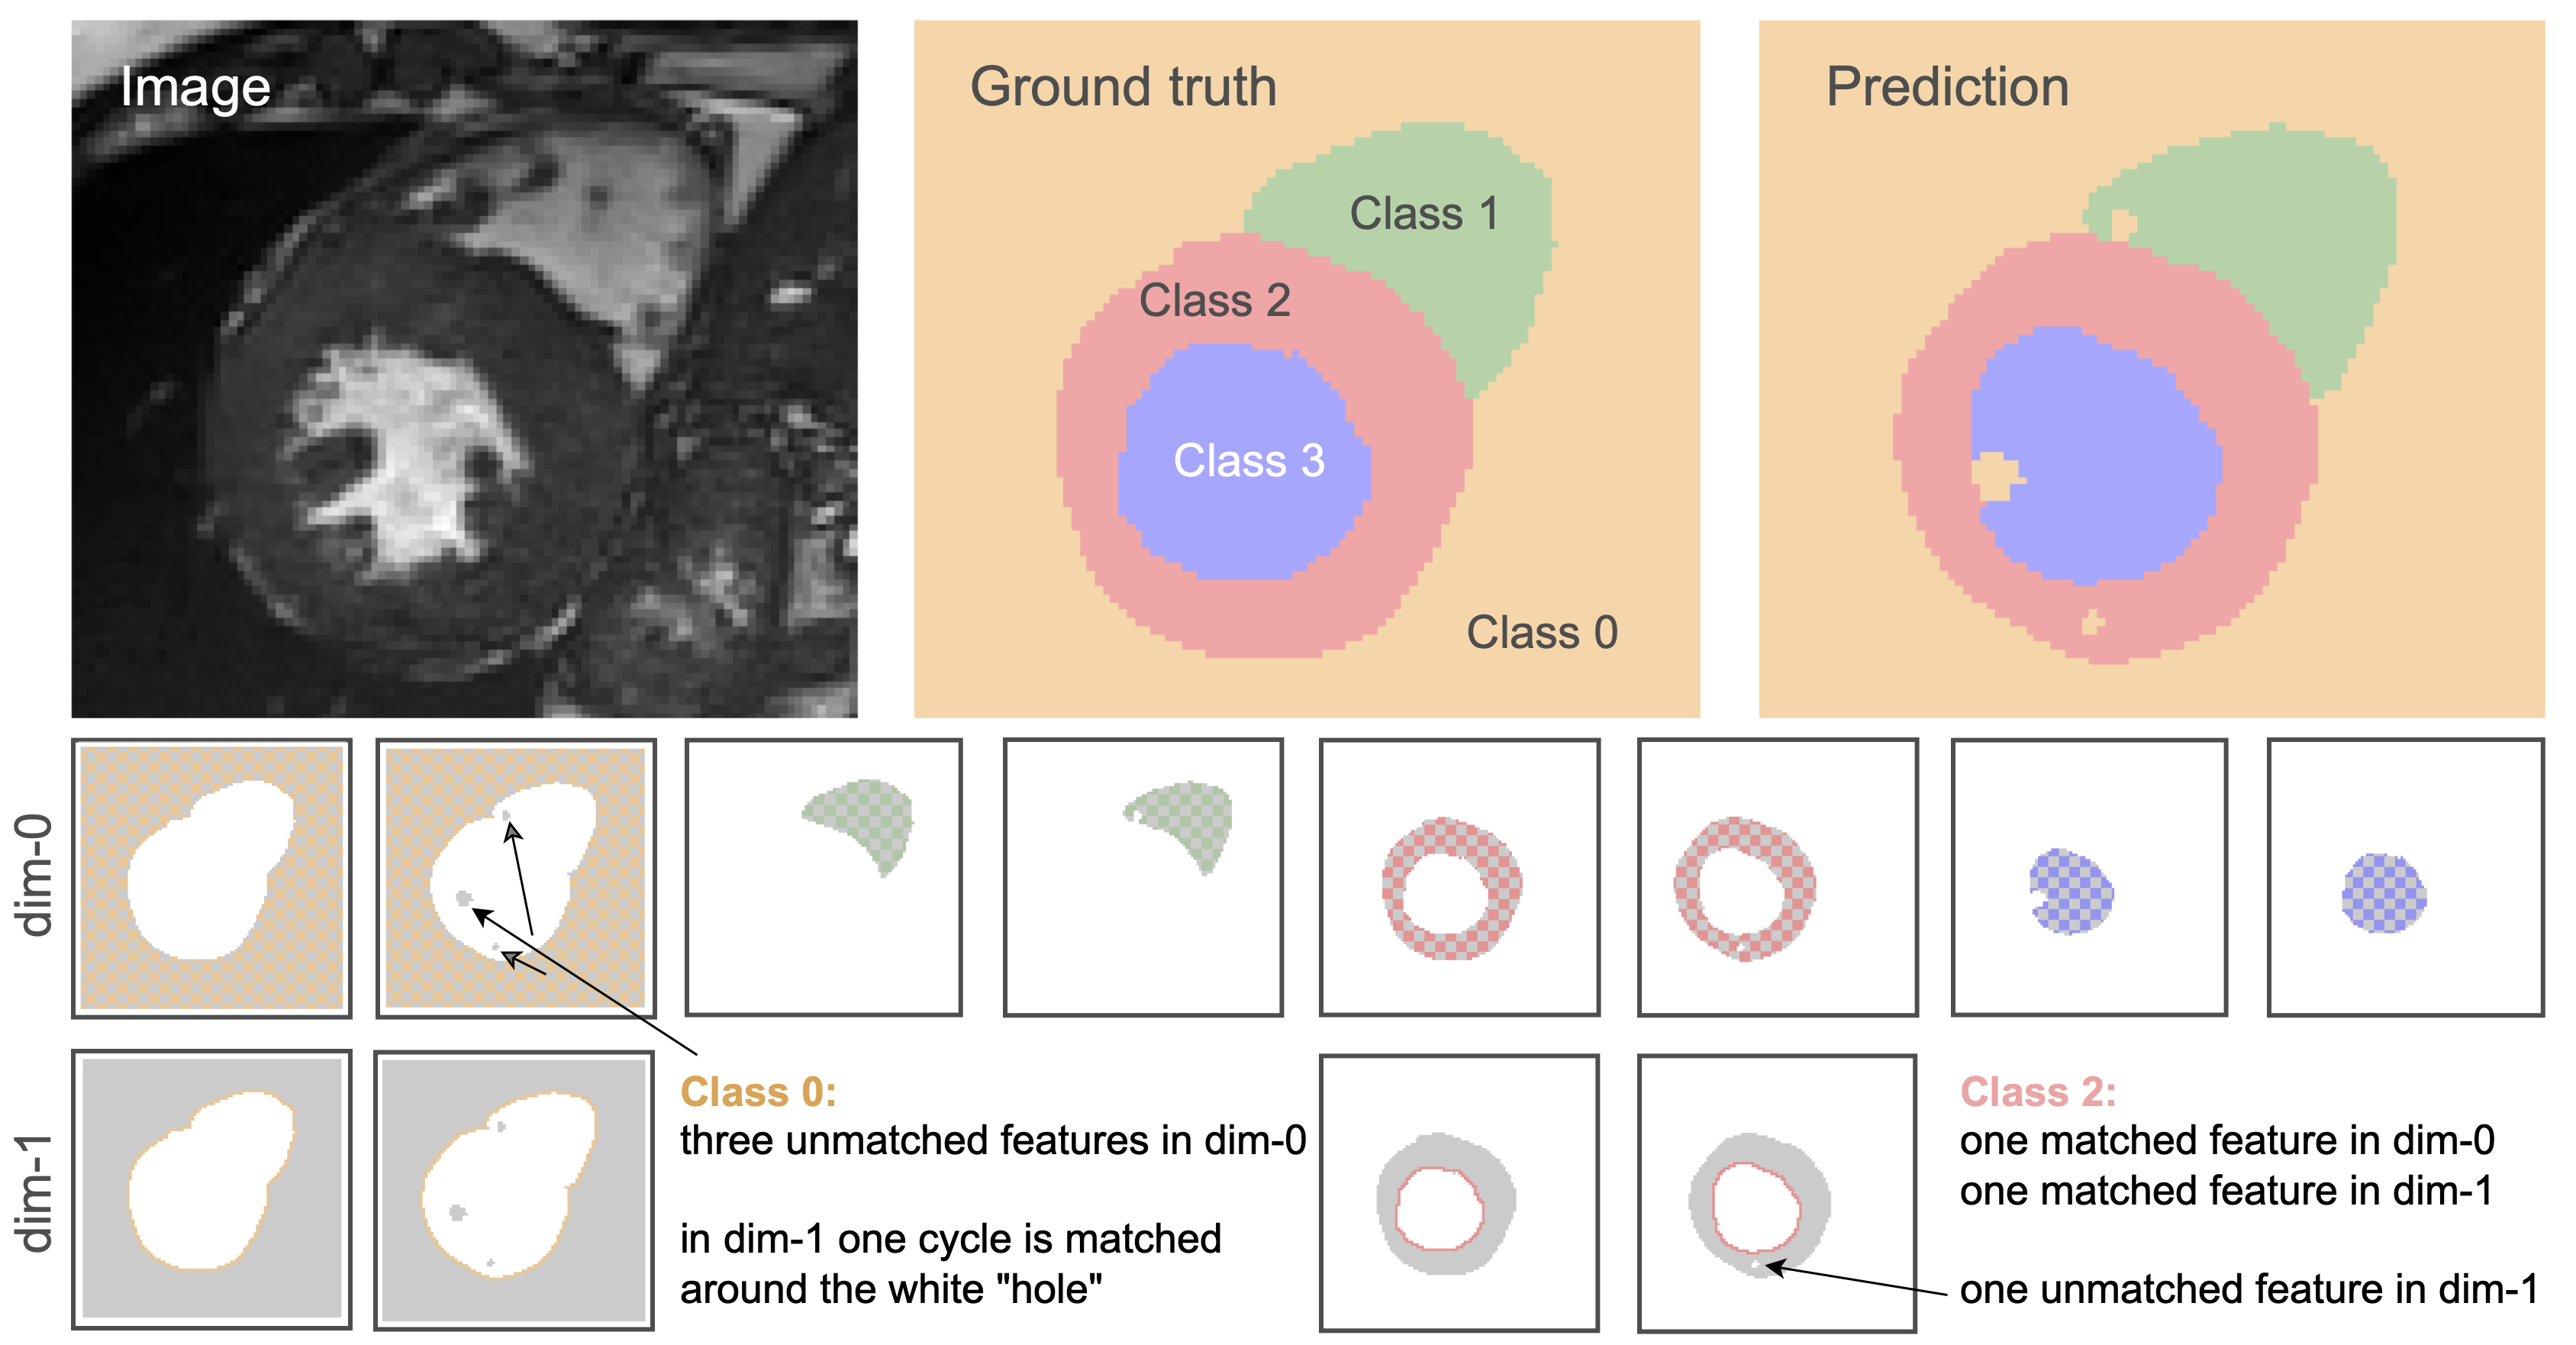 Image
Ground truth
Prediction
Class 1
Class 2
Class 3
Class 0
dim-0
dim-1
Class 0:
three unmatched features in dim-0
in dim-1 one cycle is matched
around the white "hole"
Class 2:
one matched feature in dim-0
one matched feature in dim-1
one unmatched feature in dim-1